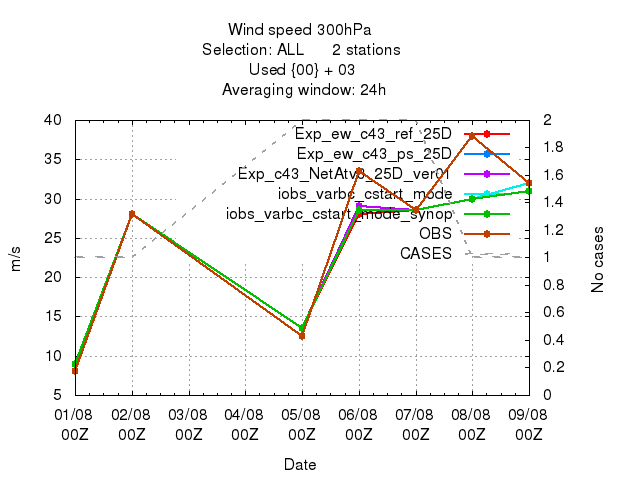 Wind speed 300hPa
Selection: ALL 2 stations
Used {00} + 03
Averaging window: 24h
40
35
30
25
20
15
10
5
m/s
2
1.8
1.6
1.4
1.2
1
0.8
0.6
0.4
0.2
0
No cases
Exp_ew_c43_ref_25D
Exp_ew_c43_ps_25D
Exp_c43_NetAtv3_25D_ver01
iobs_varbc_cstart_mode
iobs_varbc_cstart_mode_synop
OBS
CASES
01/08 02/08 03/08 04/08 05/08 06/08 07/08 08/08 09/08
00Z 00Z 00Z 00Z 00Z 00Z 00Z 00Z 00Z
Date